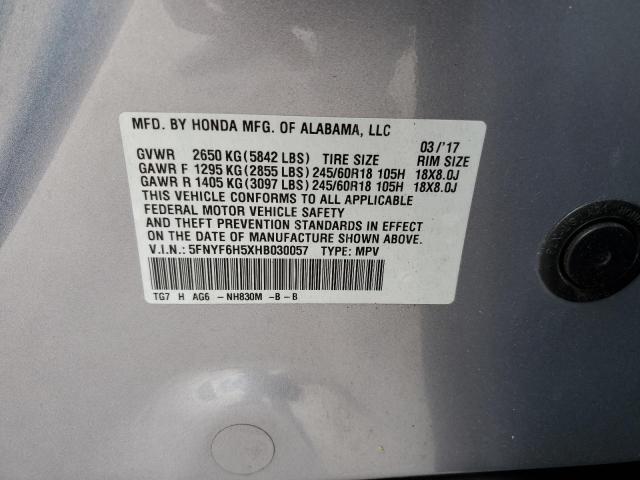 MFD. BY HONDA MFG. OF ALABAMA, LLC 03/'17
GVWR 2650 KG(5842 LBS) TIRE SIZE RIM SIZE
GAWR F 1295 KG(2855 LBS)245/60R18 105H 18X8.0J
GAWR R 1405 KG(3097 LBS)245/60R18 105H 18X8.0J
THIS VEHICLE CONFORMS TO ALL APPLICABLE
FEDERAL MOTOR VEHICLE SAFETY
AND THEFT PREVENTION STANDARDS IN EFFECT
ON THE DATE OF MANUFACTURE SHOWN ABOVE.
V.I.N.: 5FNYF6H5XHB030057 TYPE: MPV
TG7 H AG6 -NH830M -B-B